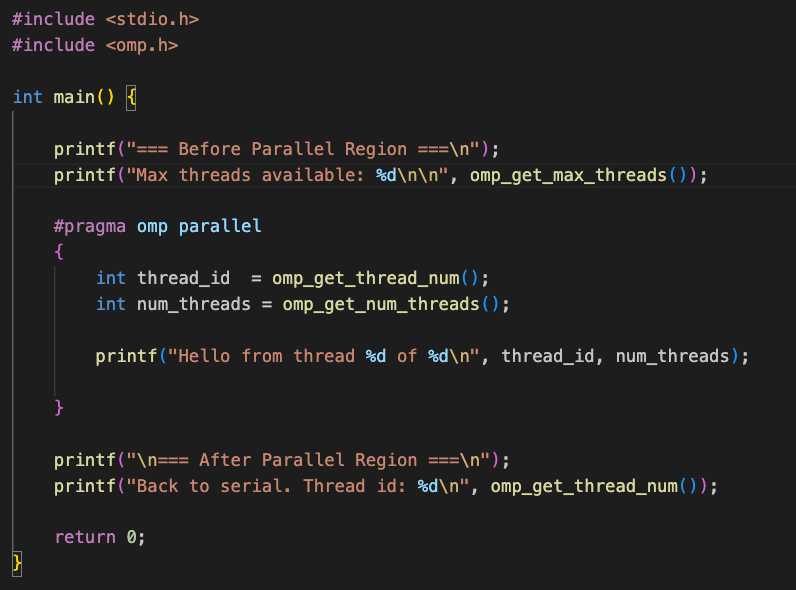 #include <stdio.h>
#include <omp.h>

int main() {

    printf("=== Before Parallel Region ===\n");
    printf("Max threads available: %d\n\n", omp_get_max_threads());

    #pragma omp parallel
    {
        int thread_id  = omp_get_thread_num();
        int num_threads = omp_get_num_threads();

        printf("Hello from thread %d of %d\n", thread_id, num_threads);

    }

    printf("\n=== After Parallel Region ===\n");
    printf("Back to serial. Thread id: %d\n", omp_get_thread_num());

    return 0;
}